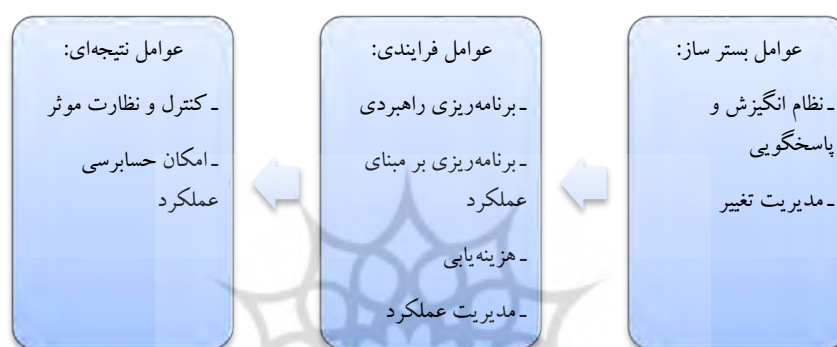 عوامل بستر ساز:
ـ نظام انگیزش و
پاسخگویی
ـ مدیریت تغییر
عوامل فرایندی:
ـ برنامه‌ریزی راهبردی
ـ برنامه‌ریزی بر مبنای
عملکرد
ـ هزینه‌یابی
ـ مدیریت عملکرد
عوامل نتیجه‌ای:
ـ کنترل و نظارت موثر
ـ امکان حسابرسی
عملکرد